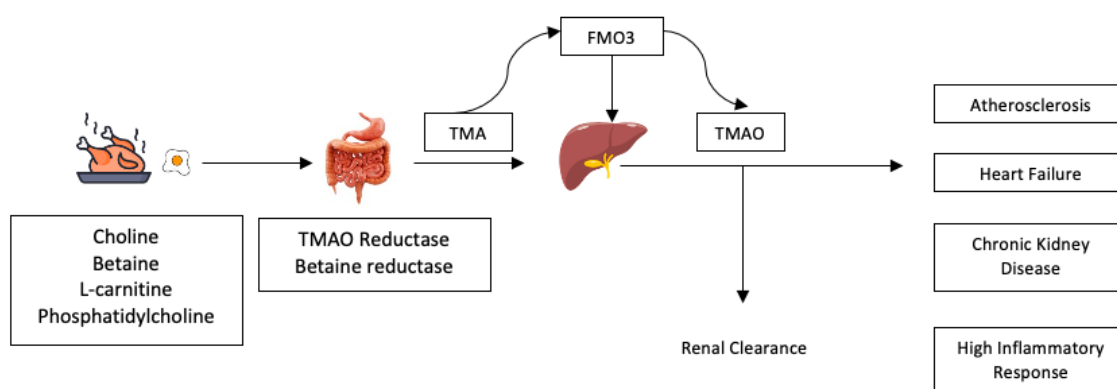 FMO3
TMA
TMAO
Choline
Betaine
L-carnitine
Phosphatidylcholine
TMAO Reductase
Betaine reductase
Renal Clearance
Atherosclerosis
Heart Failure
Chronic Kidney
Disease
High Inflammatory
Response